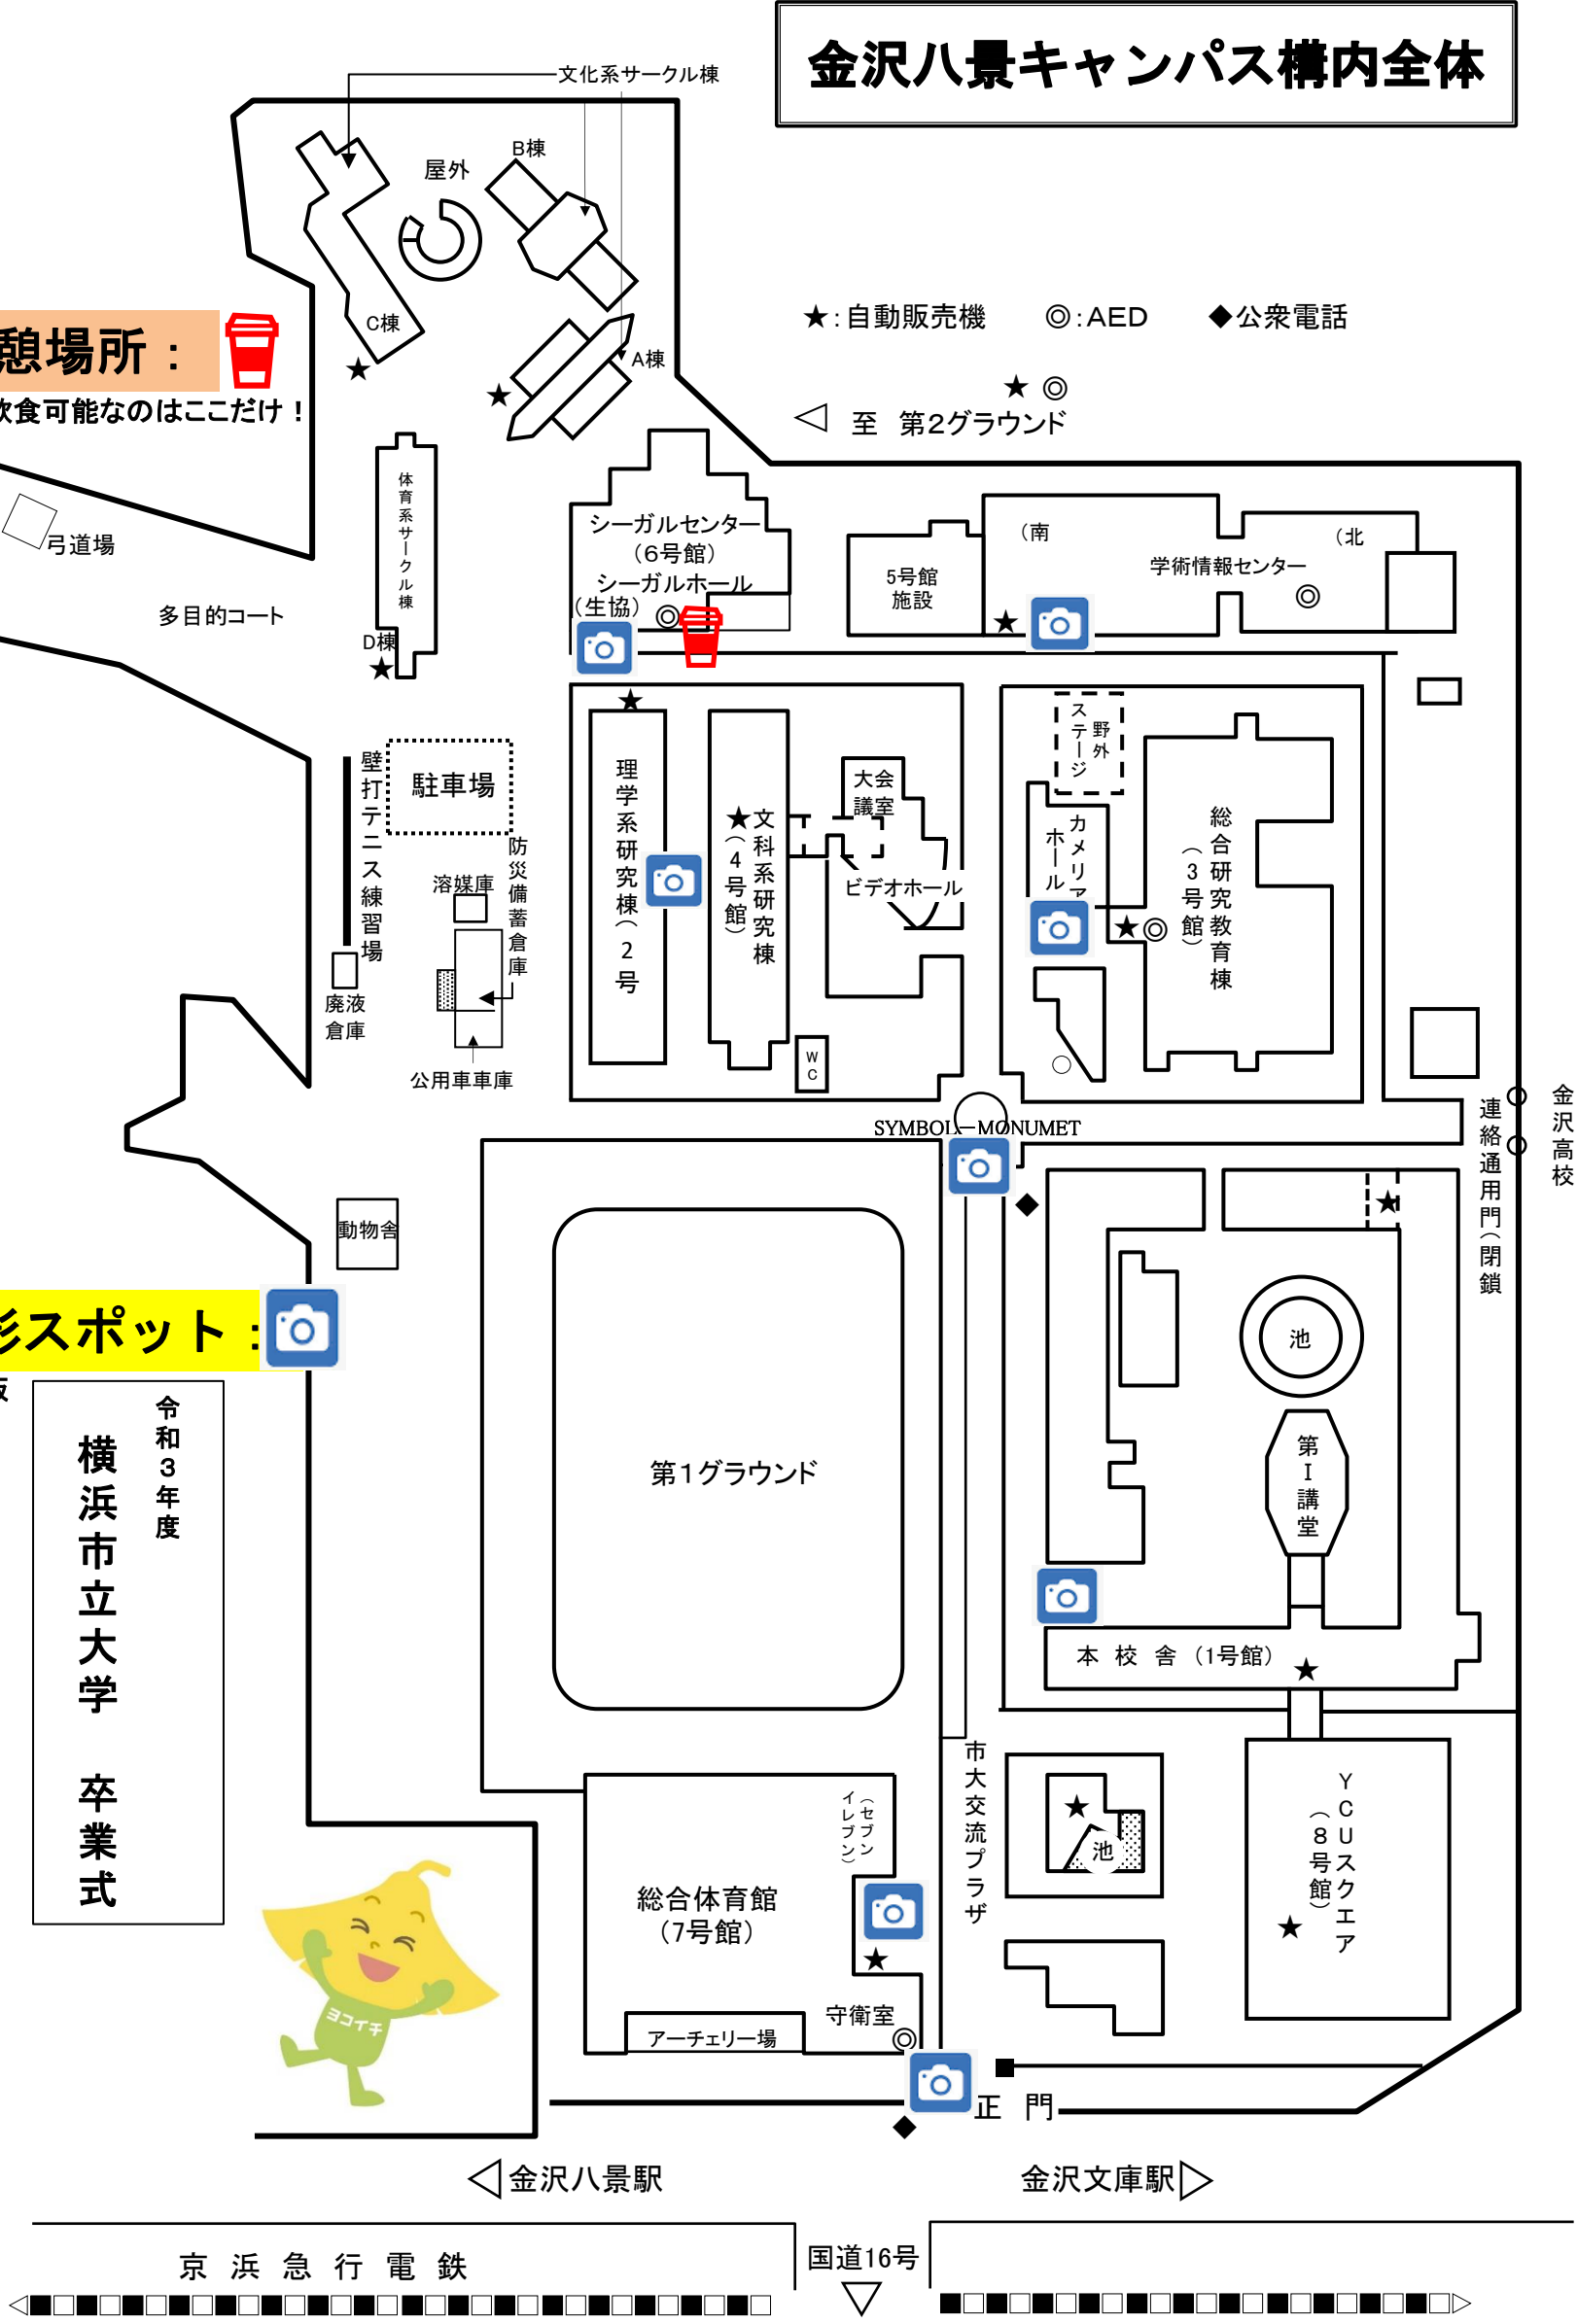 金沢八景キャンパス構内全体
文化系サークル棟
B棟
屋外
C棟
A棟
★:自動販売機 ◎:AED ◆公衆電話
憩場所：
飲食可能なのはここだけ！
★ ◎
至 第2グラウンド
弓道場
多目的コート
体育系サークル棟
D棟
シーガルセンター
（6号館）
シーガルホール
（生協）
5号館
施設
（南
学術情報センター
（北
壁打テニス練習場
駐車場
防災備蓄倉庫
溶媒庫
廃液
倉庫
公用車車庫
理学系研究棟（2号
文科系研究棟
（4号館）
大会
議室
ビデオホール
WC
野外
ステージ
カメリア
ホール
総合研究教育棟
（3号館）
SYMBOL－MONUMET
連絡通用門（閉鎖
金沢高校
動物舎
影スポット：
令和3年度
横浜市立大学 卒業式
第1グラウンド
池
第Ⅰ講堂
本校舎（1号館）
市大交流プラザ
池
YCUスクエア
（8号館）
（セブン
イレブン）
総合体育館
（7号館）
守衛室
アーチェリー場
ヨコイチ
正門
金沢八景駅
金沢文庫駅
京浜急行電鉄
国道16号